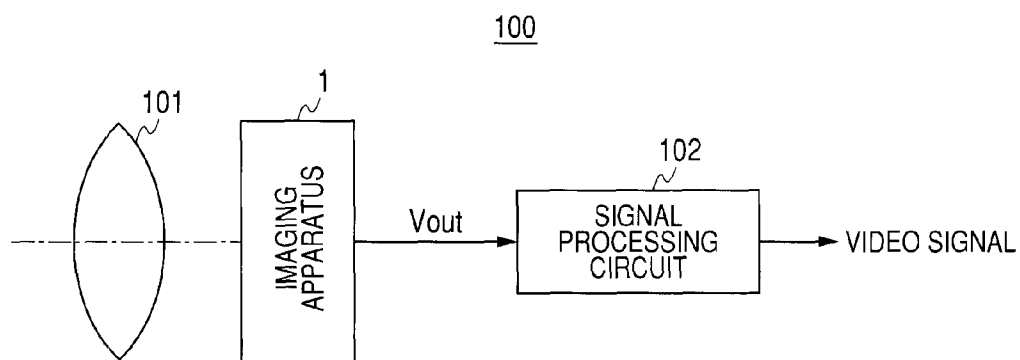 100
101
1
102
IMAGING
APPARATUS
Vout
SIGNAL
PROCESSING
CIRCUIT
VIDEO SIGNAL